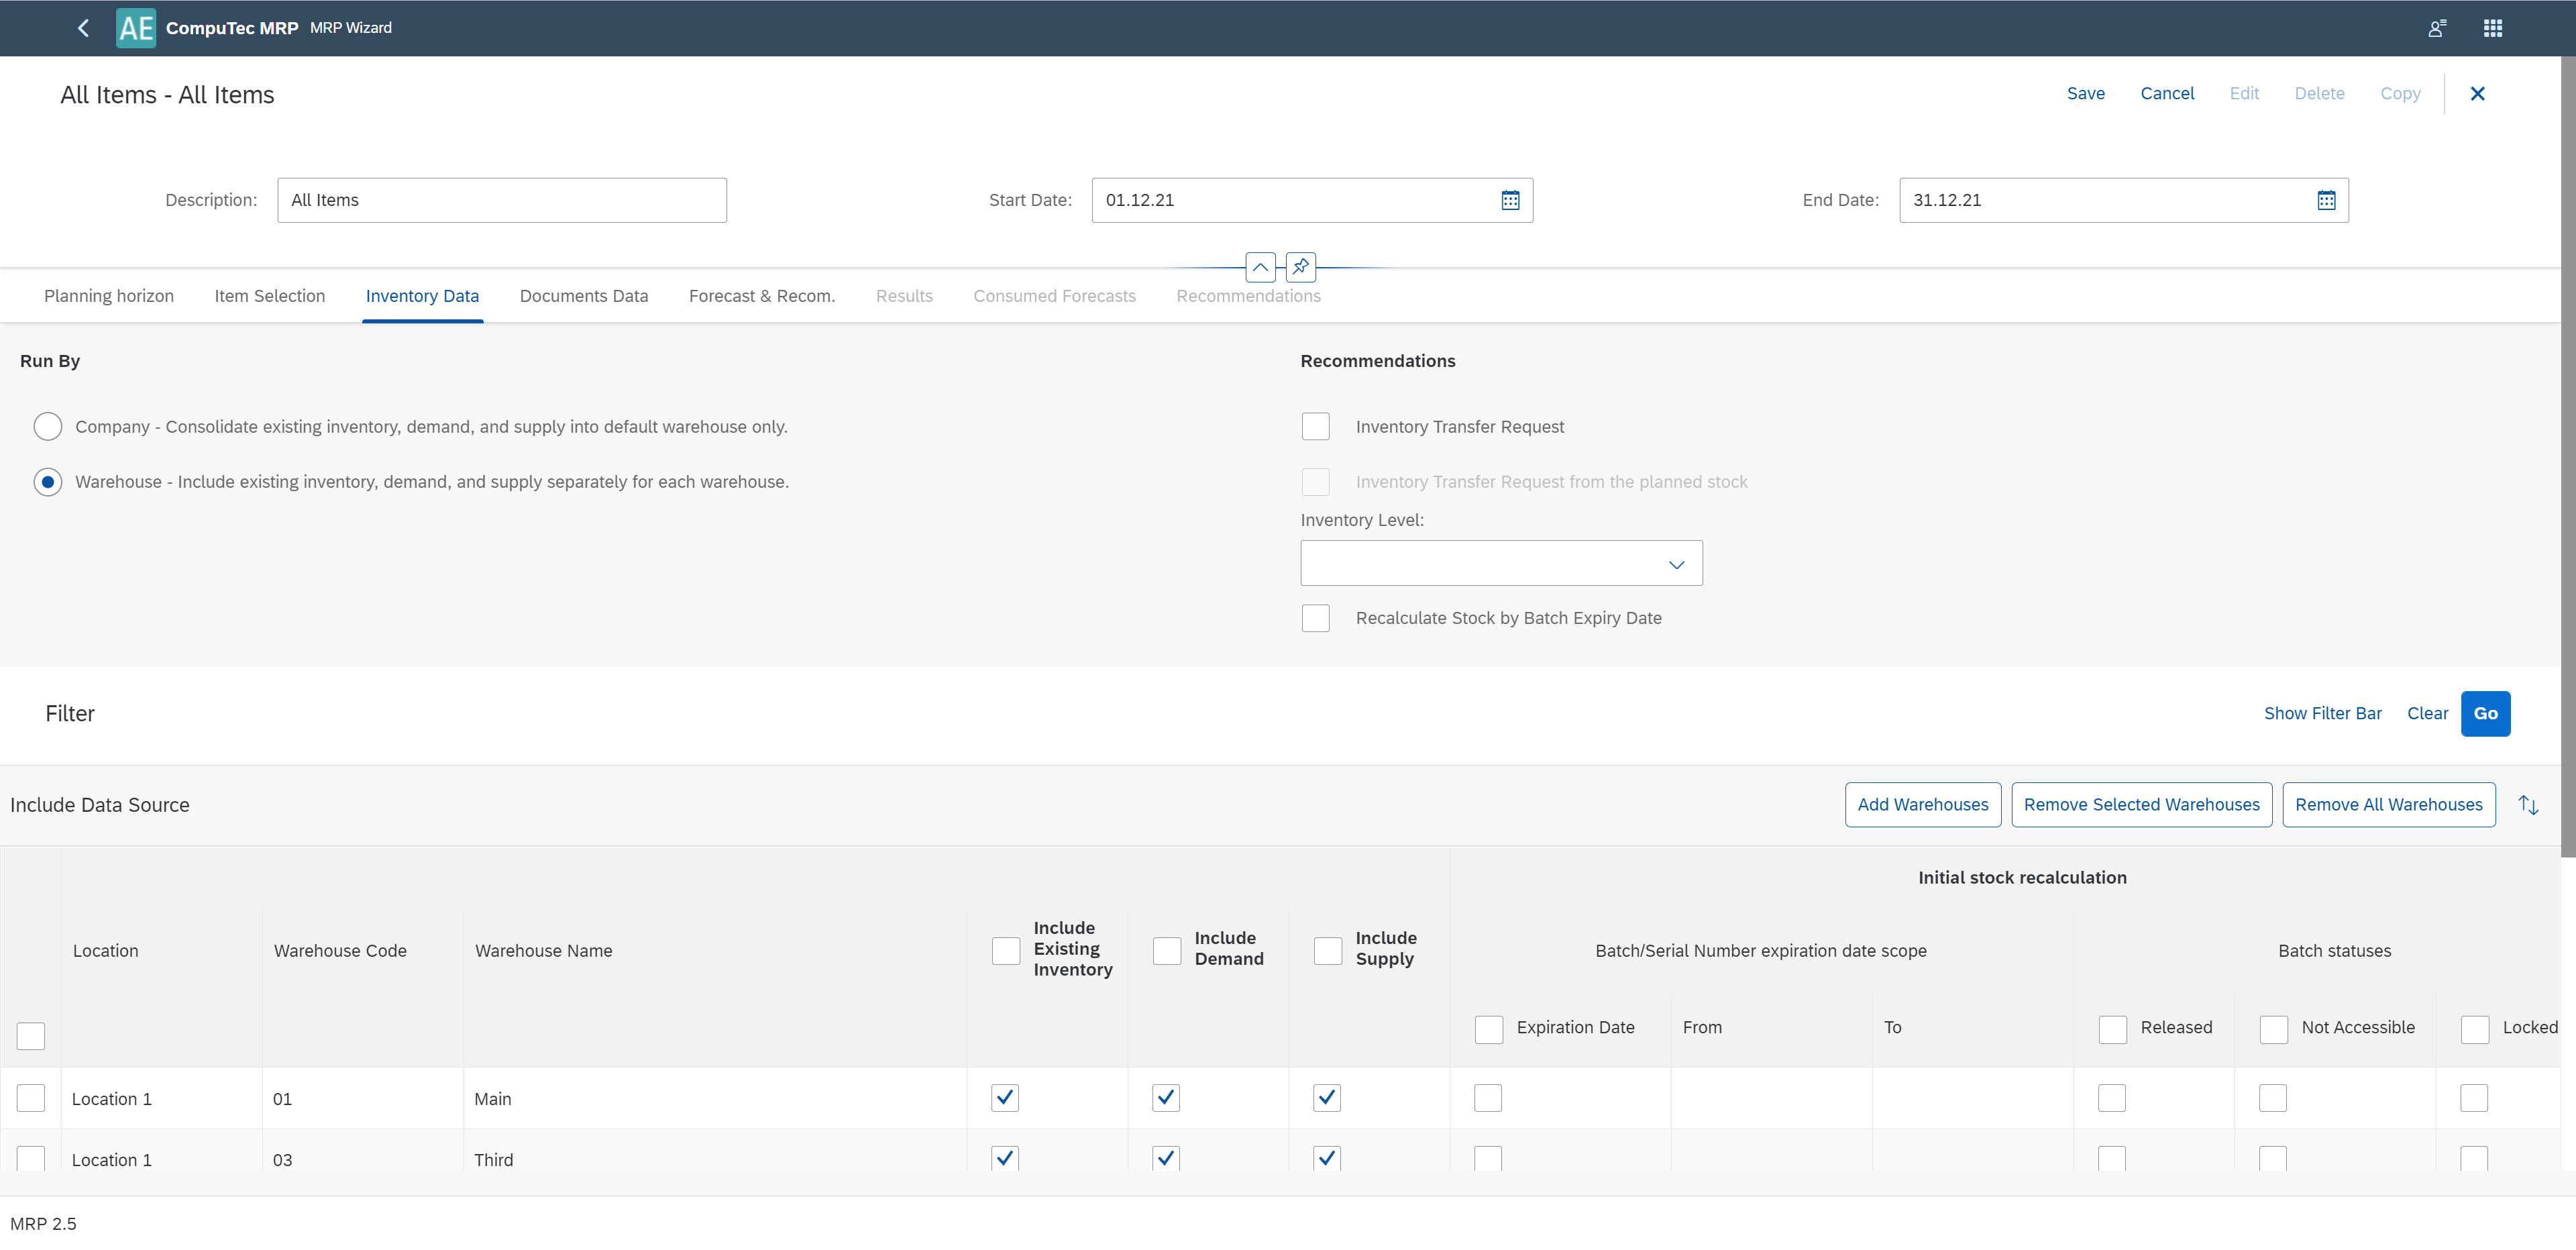 AE CompuTec MRP MRP Wizard
All Items - All Items
Save Cancel Edit Delete Copy
Description: All Items Start Date: 01.12.21 End Date: 31.12.21
Planning horizon Item Selection Inventory Data Documents Data Forecast & Recom. Results Consumed Forecasts Recommendations
Run By
Company - Consolidate existing inventory, demand, and supply into default warehouse only.
Warehouse - Include existing inventory, demand, and supply separately for each warehouse.
Recommendations
Inventory Transfer Request
Inventory Transfer Request from the planned stock
Inventory Level:
Recalculate Stock by Batch Expiry Date
Filter Show Filter Bar Clear Go
Include Data Source Add Warehouses Remove Selected Warehouses Remove All Warehouses
Initial stock recalculation
Location Warehouse Code Warehouse Name
Include
Existing
Inventory
Include
Demand
Include
Supply
Batch/Serial Number expiration date scope Batch statuses
Expiration Date From To Released Not Accessible Locked
Location 1 01 Main
Location 1 03 Third
MRP 2.5